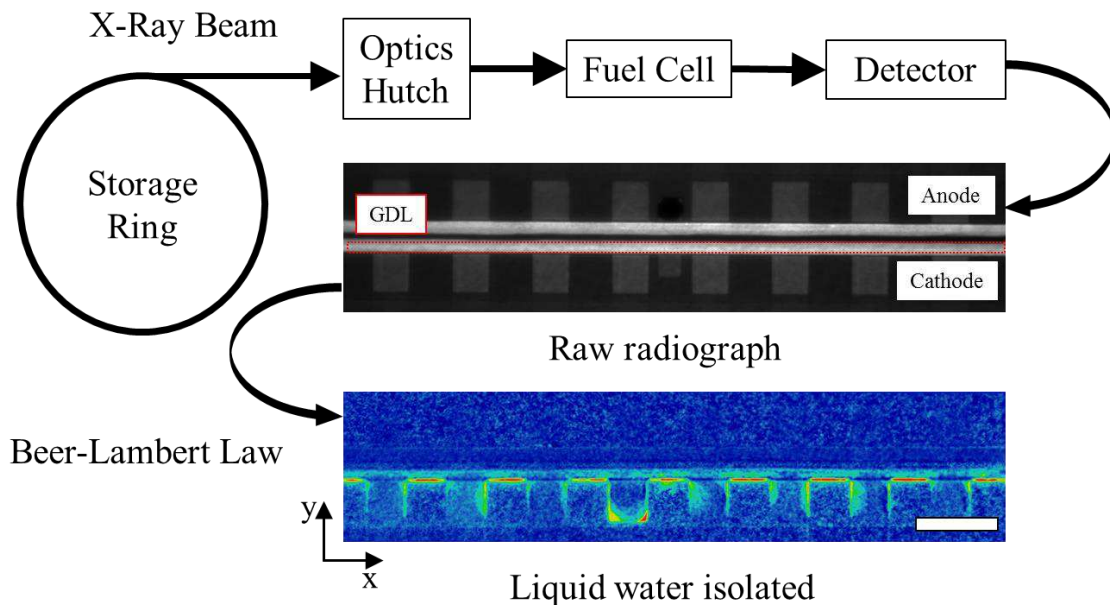 X-Ray Beam
Optics
Hutch
Fuel Cell
Detector
Storage
Ring
GDL
Anode
Cathode
Raw radiograph
Beer-Lambert Law
y
x
Liquid water isolated